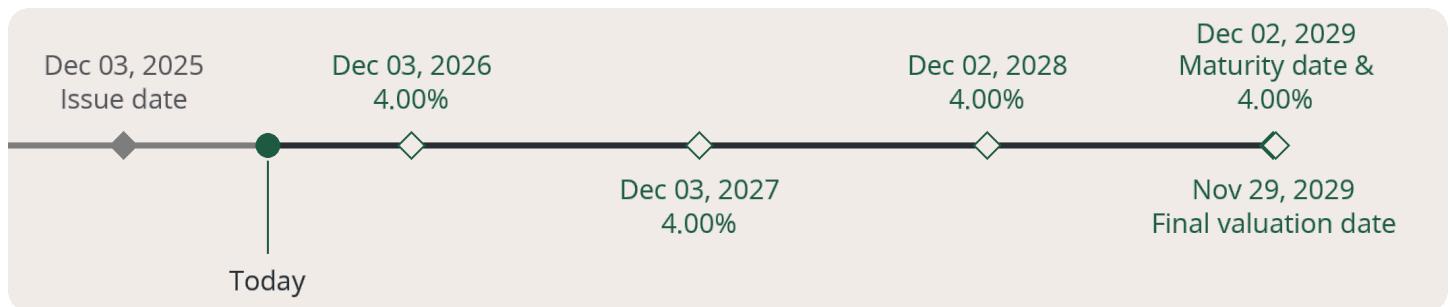 Dec 03, 2025
Issue date
Today
Dec 03, 2026
4.00%
Dec 03, 2027
4.00%
Dec 02, 2028
4.00%
Dec 02, 2029
Maturity date &
4.00%
Nov 29, 2029
Final valuation date